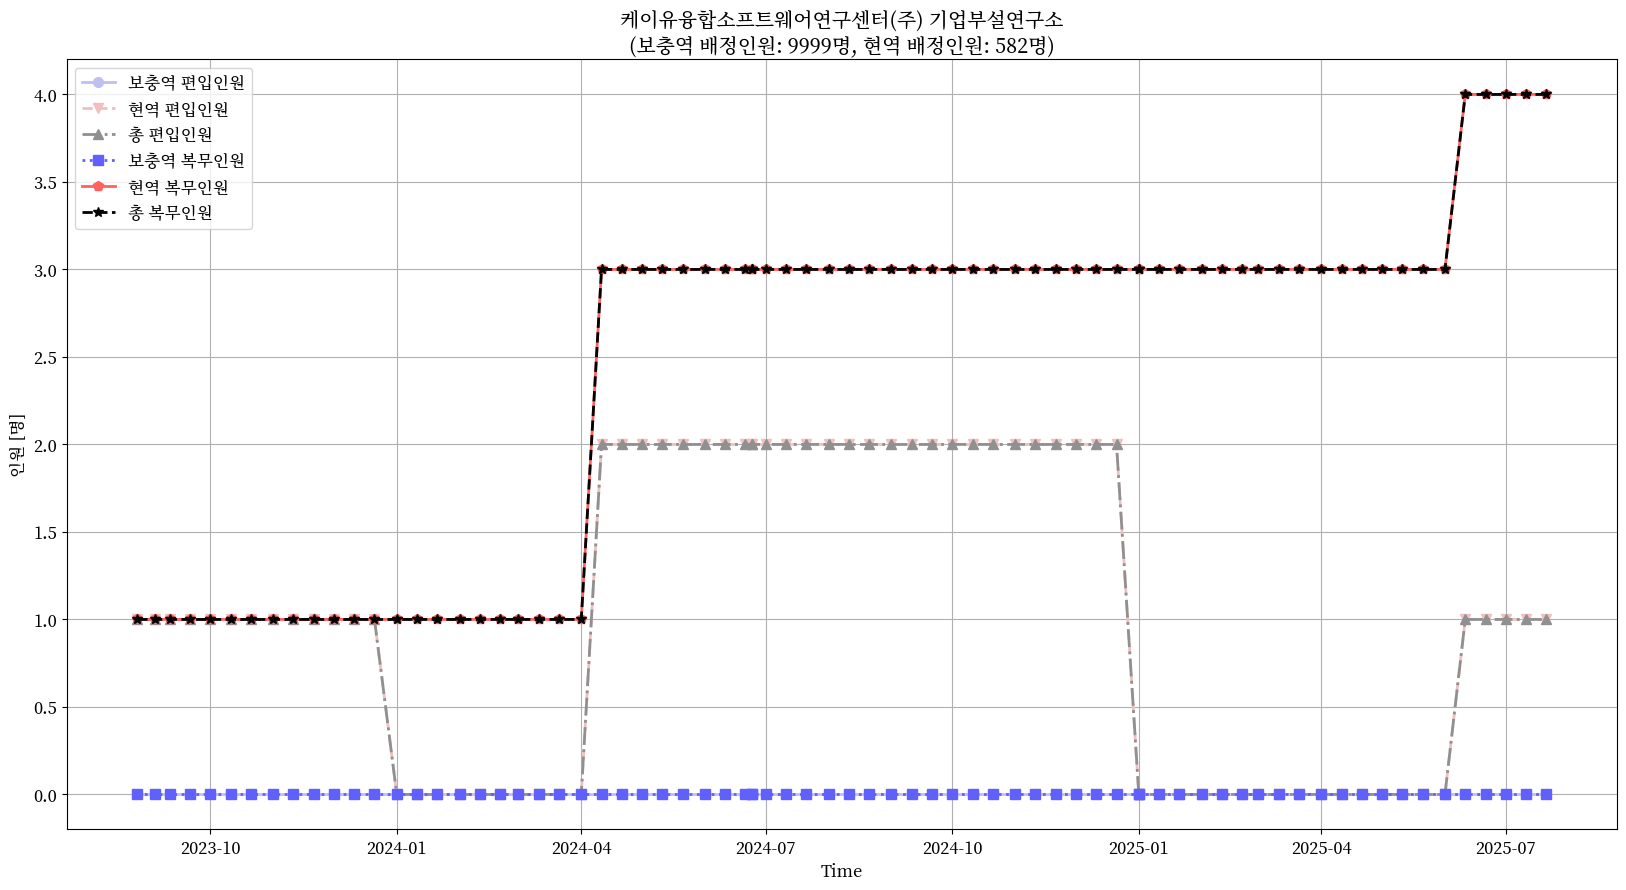 케이유융합소프트웨어연구센터(주) 기업부설연구소
(보충역 배정인원: 9999명, 현역 배정인원: 582명)
보충역 편입인원
현역 편입인원
총 편입인원
보충역 복무인원
현역 복무인원
총 복무인원
인원 [명]
4.0
3.5
3.0
2.5
2.0
1.5
1.0
0.5
0.0
2023-10
2024-01
2024-04
2024-07
2024-10
2025-01
2025-04
2025-07
Time